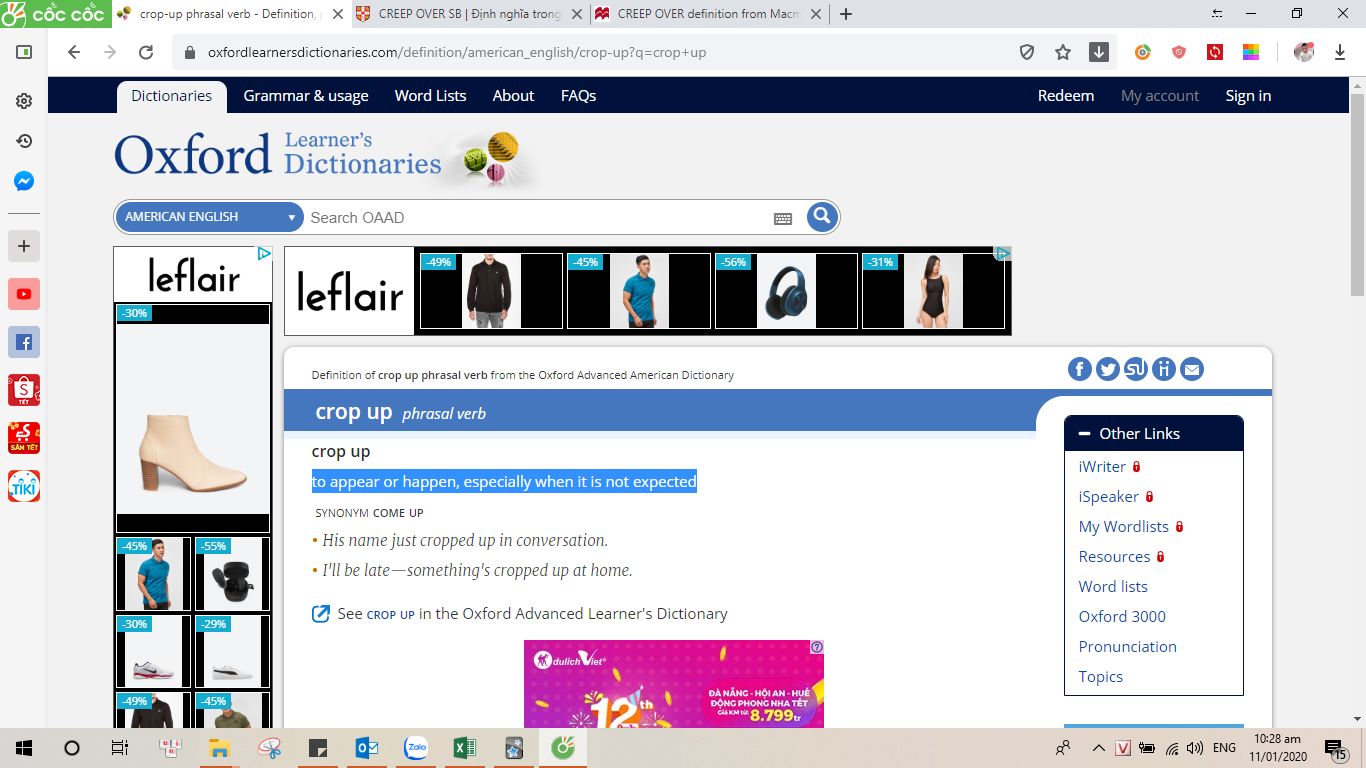 cốc cốc
crop-up phrasal verb - Definition, p
CREEP OVER SB | Định nghĩa trong
CREEP OVER definition from Macm
oxfordlearnersdictionaries.com/definition/american_english/crop-up?q=crop+up
Dictionaries Grammar & usage Word Lists About FAQs Redeem My account Sign in
Oxford Learner's Dictionaries
AMERICAN ENGLISH Search OAAD
leflair
-30%
-45% -55%
-30% -29%
-49% -45%
leflair -49% -45% -56% -31%
Definition of crop up phrasal verb from the Oxford Advanced American Dictionary
crop up phrasal verb
crop up
to appear or happen, especially when it is not expected
SYNONYM COME UP
• His name just cropped up in conversation.
• I'll be late—something's cropped up at home.
See CROP UP in the Oxford Advanced Learner's Dictionary
dulichViet®
12th
ĐÀ NẴNG - HỘI AN - HUẾ
ĐỘNG PHONG NHA TẾT
Giá KM từ: 8.799tr
Other Links
iWriter
iSpeaker
My Wordlists
Resources
Word lists
Oxford 3000
Pronunciation
Topics
TẾT
SẮM TẾT
TIKI
Zalo
ENG
10:28 am
11/01/2020
15